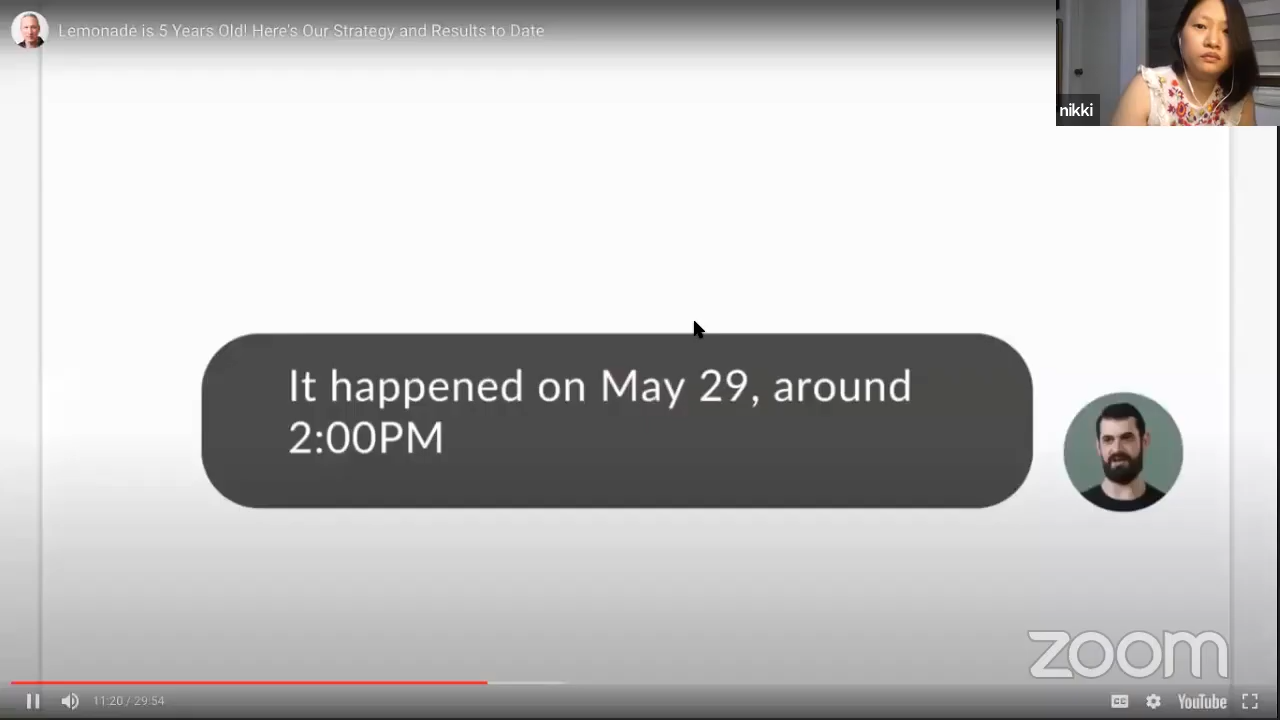 Lemonade is 5 Years Old! Here's Our Strategy and Results to Date
nikki
It happened on May 29, around
2:00PM
zoom
11:20 / 29:54
CC
YouTube